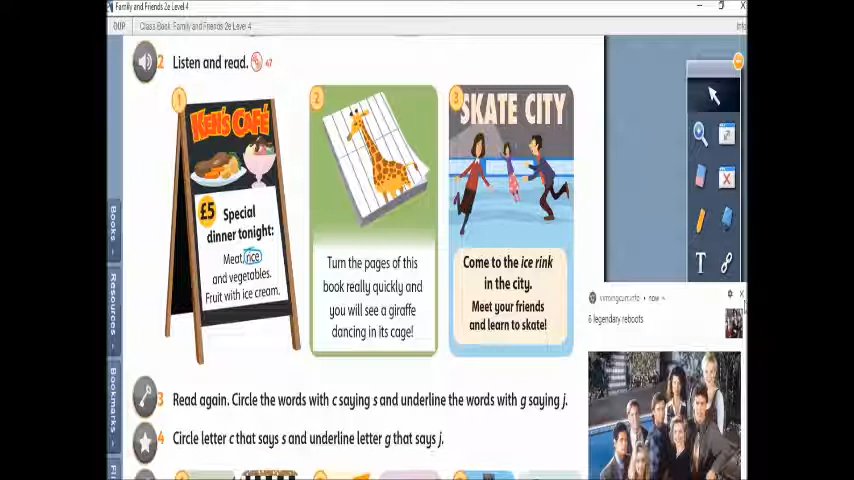 Family and Friends 2e Level 4
OUP
Class Book: Family and Friends 2e Level 4
Info
2 Listen and read. 47
1
KEN'S CAFÉ
£5 Special
dinner tonight:
Meat, rice
and vegetables.
Fruit with ice cream.
2
Turn the pages of this
book really quickly and
you will see a giraffe
dancing in its cage!
3
SKATE CITY
Come to the ice rink
in the city.
Meet your friends
and learn to skate!
3 Read again. Circle the words with c saying s and underline the words with g saying j.
4 Circle letter c that says s and underline letter g that says j.
Books
Resources
Bookmarks
T
now
6 legendary reboots